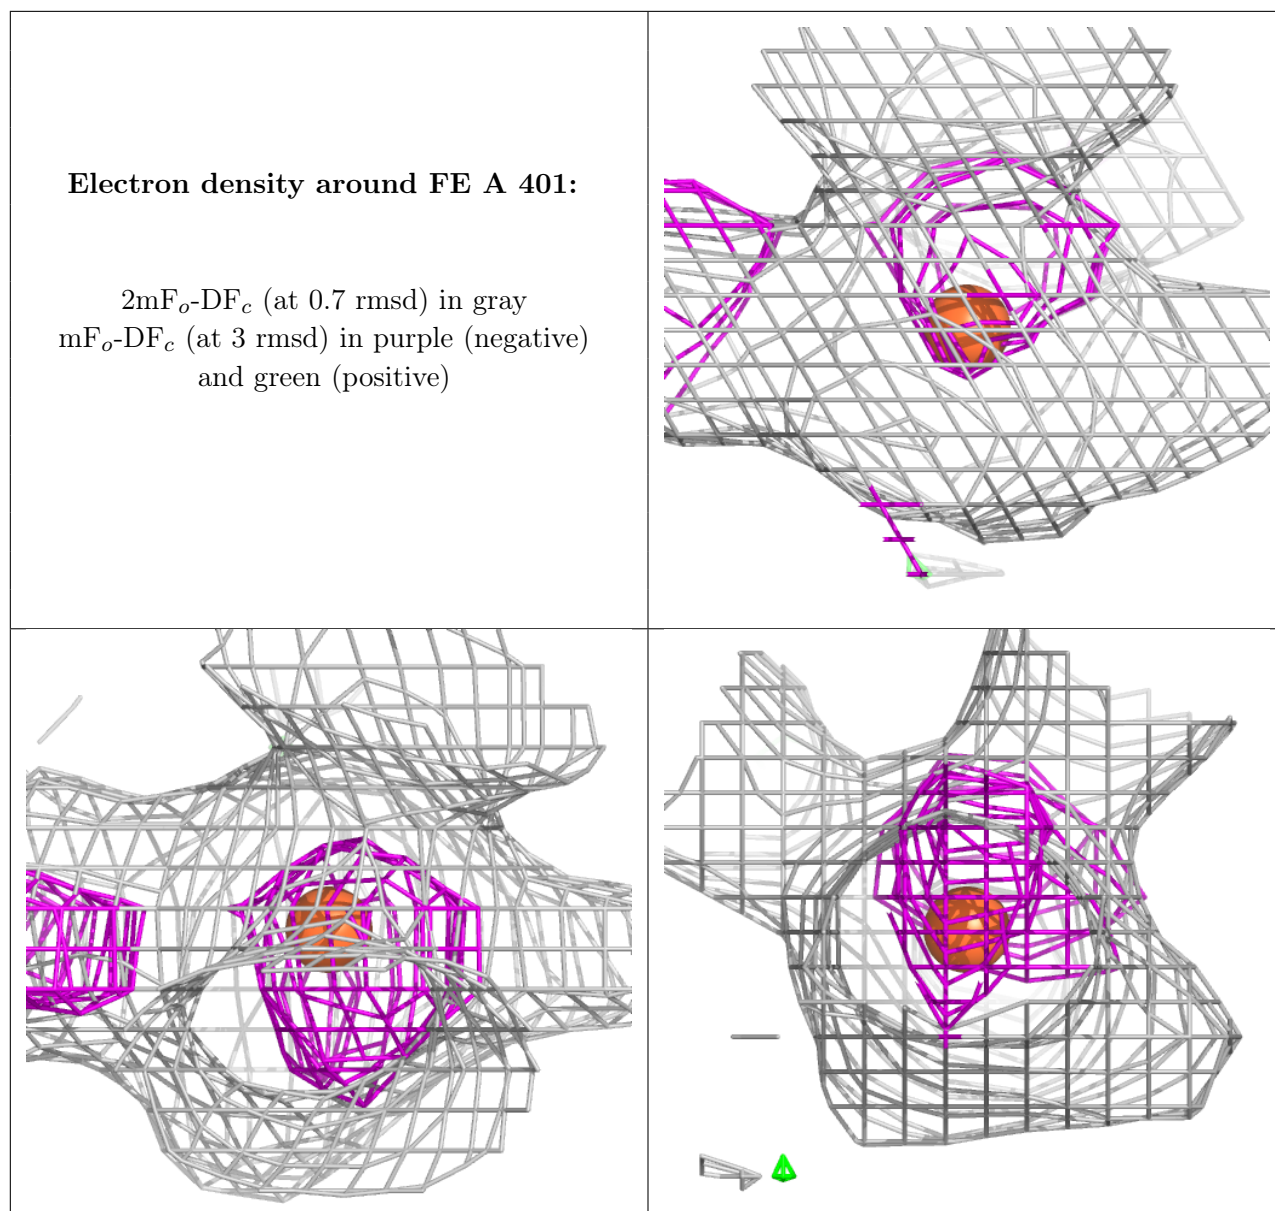 Electron density around FE A 401:
2mFo-DFc (at 0.7 rmsd) in gray
mFo-DFc (at 3 rmsd) in purple (negative)
and green (positive)